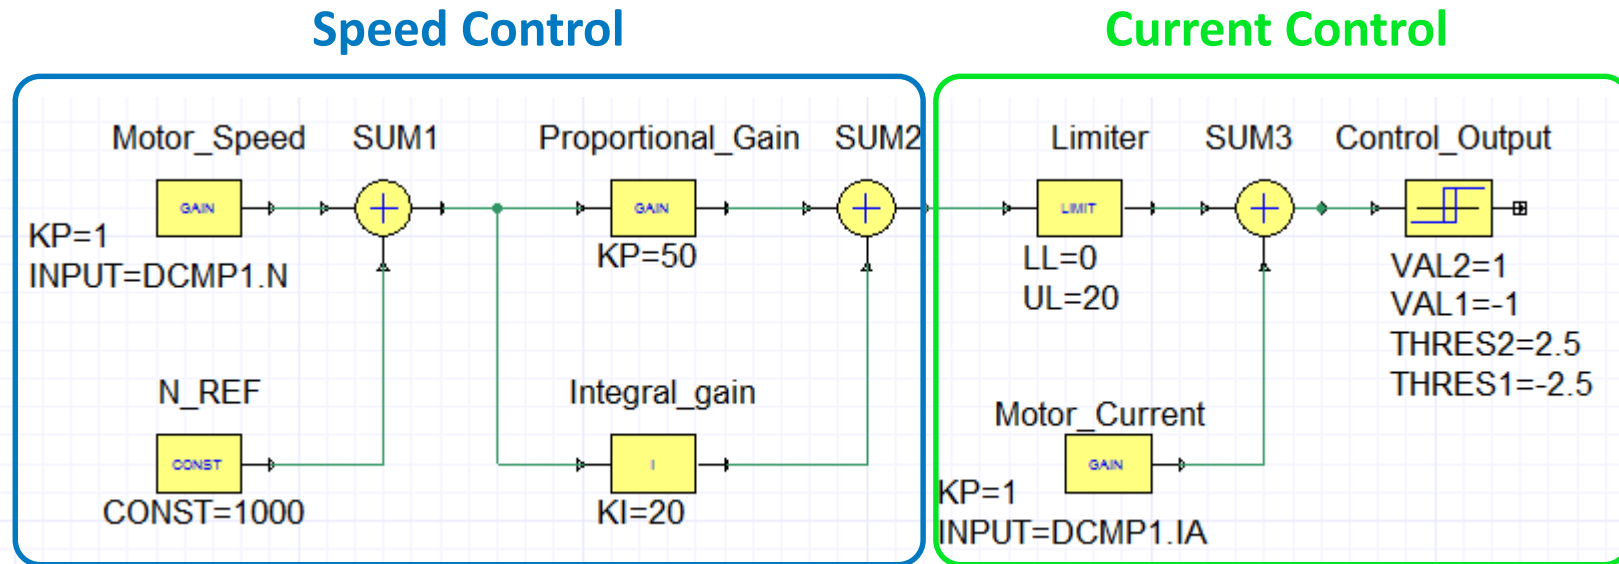 Speed Control
Current Control
Motor_Speed
SUM1
Proportional_Gain
SUM2
Limiter
SUM3
Control_Output
GAIN
GAIN
LIMIT
KP=1
INPUT=DCMP1.N
KP=50
LL=0
UL=20
VAL2=1
VAL1=-1
THRES2=2.5
THRES1=-2.5
N_REF
Integral_gain
Motor_Current
CONST
I
GAIN
CONST=1000
KI=20
KP=1
INPUT=DCMP1.IA